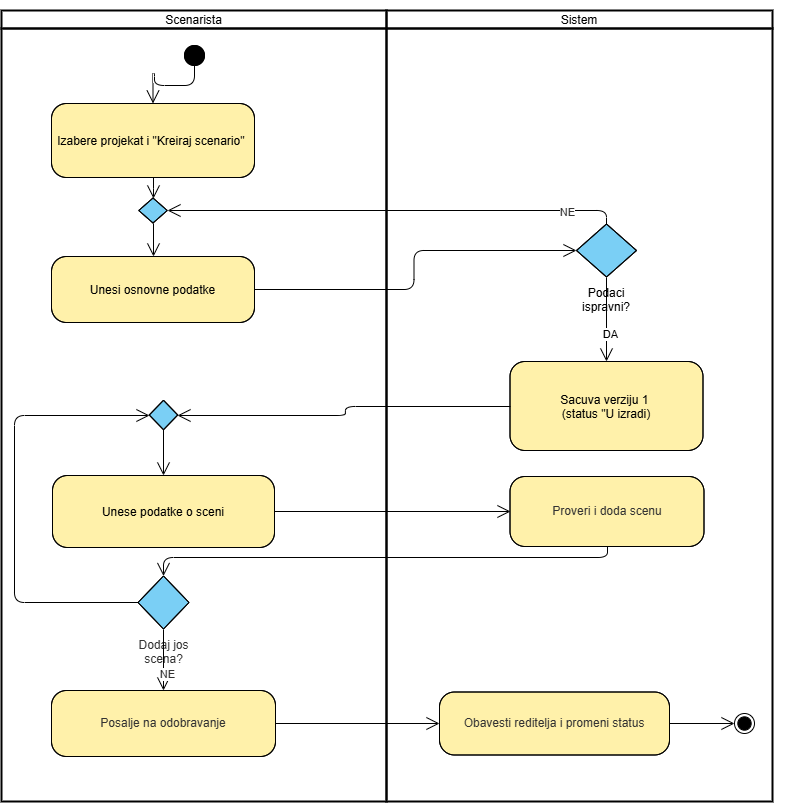 Scenarista
Sistem
Izabere projekat i "Kreiraj scenario"
NE
Unesi osnovne podatke
Podaci
ispravni?
DA
Sacuva verziju 1
(status "U izradi)
Unese podatke o sceni
Proveri i doda scenu
Dodaj jos
scena?
NE
Posalje na odobravanje
Obavesti reditelja i promeni status